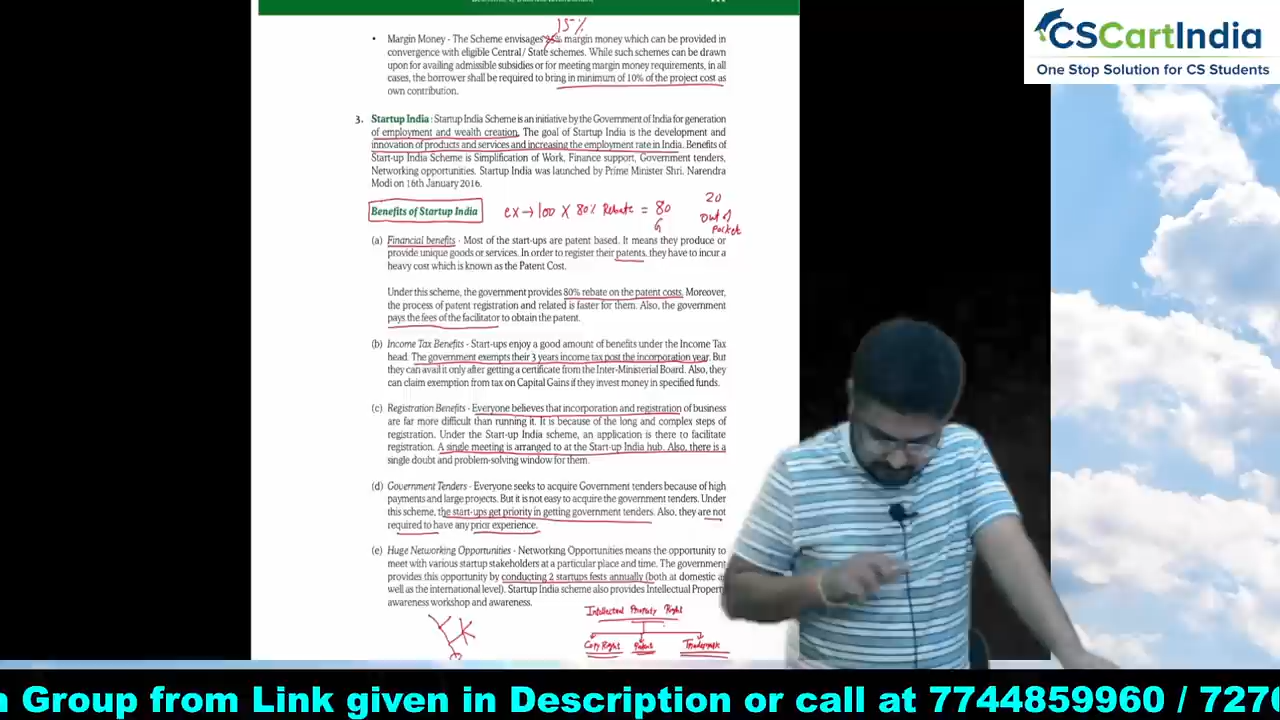 15%
• Margin Money - The Scheme envisages margin money which can be provided in
convergence with eligible Central/ State schemes. While such schemes can be drawn
upon for availing admissible subsidies or for meeting margin money requirements, in all
cases, the borrower shall be required to bring in minimum of 10% of the project cost as
own contribution.
3. Startup India : Startup India Scheme is an initiative by the Government of India for generation
of employment and wealth creation. The goal of Startup India is the development and
innovation of products and services and increasing the employment rate in India. Benefits of
Start-up India Scheme is Simplification of Work, Finance support, Government tenders,
Networking opportunities. Startup India was launched by Prime Minister Shri. Narendra
Modi on 16th January 2016.
Benefits of Startup India
ex → 100 X 80% Rebate = 80
G
20
out of
pocket
(a) Financial benefits - Most of the start-ups are patent based. It means they produce or
provide unique goods or services. In order to register their patents, they have to incur a
heavy cost which is known as the Patent Cost.
Under this scheme, the government provides 80% rebate on the patent costs. Moreover,
the process of patent registration and related is faster for them. Also, the government
pays the fees of the facilitator to obtain the patent.
(b) Income Tax Benefits - Start-ups enjoy a good amount of benefits under the Income Tax
head. The government exempts their 3 years income tax post the incorporation year. But
they can avail it only after getting a certificate from the Inter-Ministerial Board. Also, they
can claim exemption from tax on Capital Gains if they invest money in specified funds.
(c) Registration Benefits - Everyone believes that incorporation and registration of business
are far more difficult than running it. It is because of the long and complex steps of
registration. Under the Start-up India scheme, an application is there to facilitate
registration. A single meeting is arranged to at the Start-up India hub. Also, there is a
single doubt and problem-solving window for them.
(d) Government Tenders - Everyone seeks to acquire Government tenders because of high
payments and large projects. But it is not easy to acquire the government tenders. Under
this scheme, the start-ups get priority in getting government tenders. Also, they are not
required to have any prior experience.
(e) Huge Networking Opportunities - Networking Opportunities means the opportunity to
meet with various startup stakeholders at a particular place and time. The government
provides this opportunity by conducting 2 startups fests annually (both at domestic a
well as the international level). Startup India scheme also provides Intellectual Propert
awareness workshop and awareness.
Intellectual Property Right
Copy Right Patent Trademark
CSCartIndia
One Stop Solution for CS Students
n Group from Link given in Description or call at 7744859960 / 7270